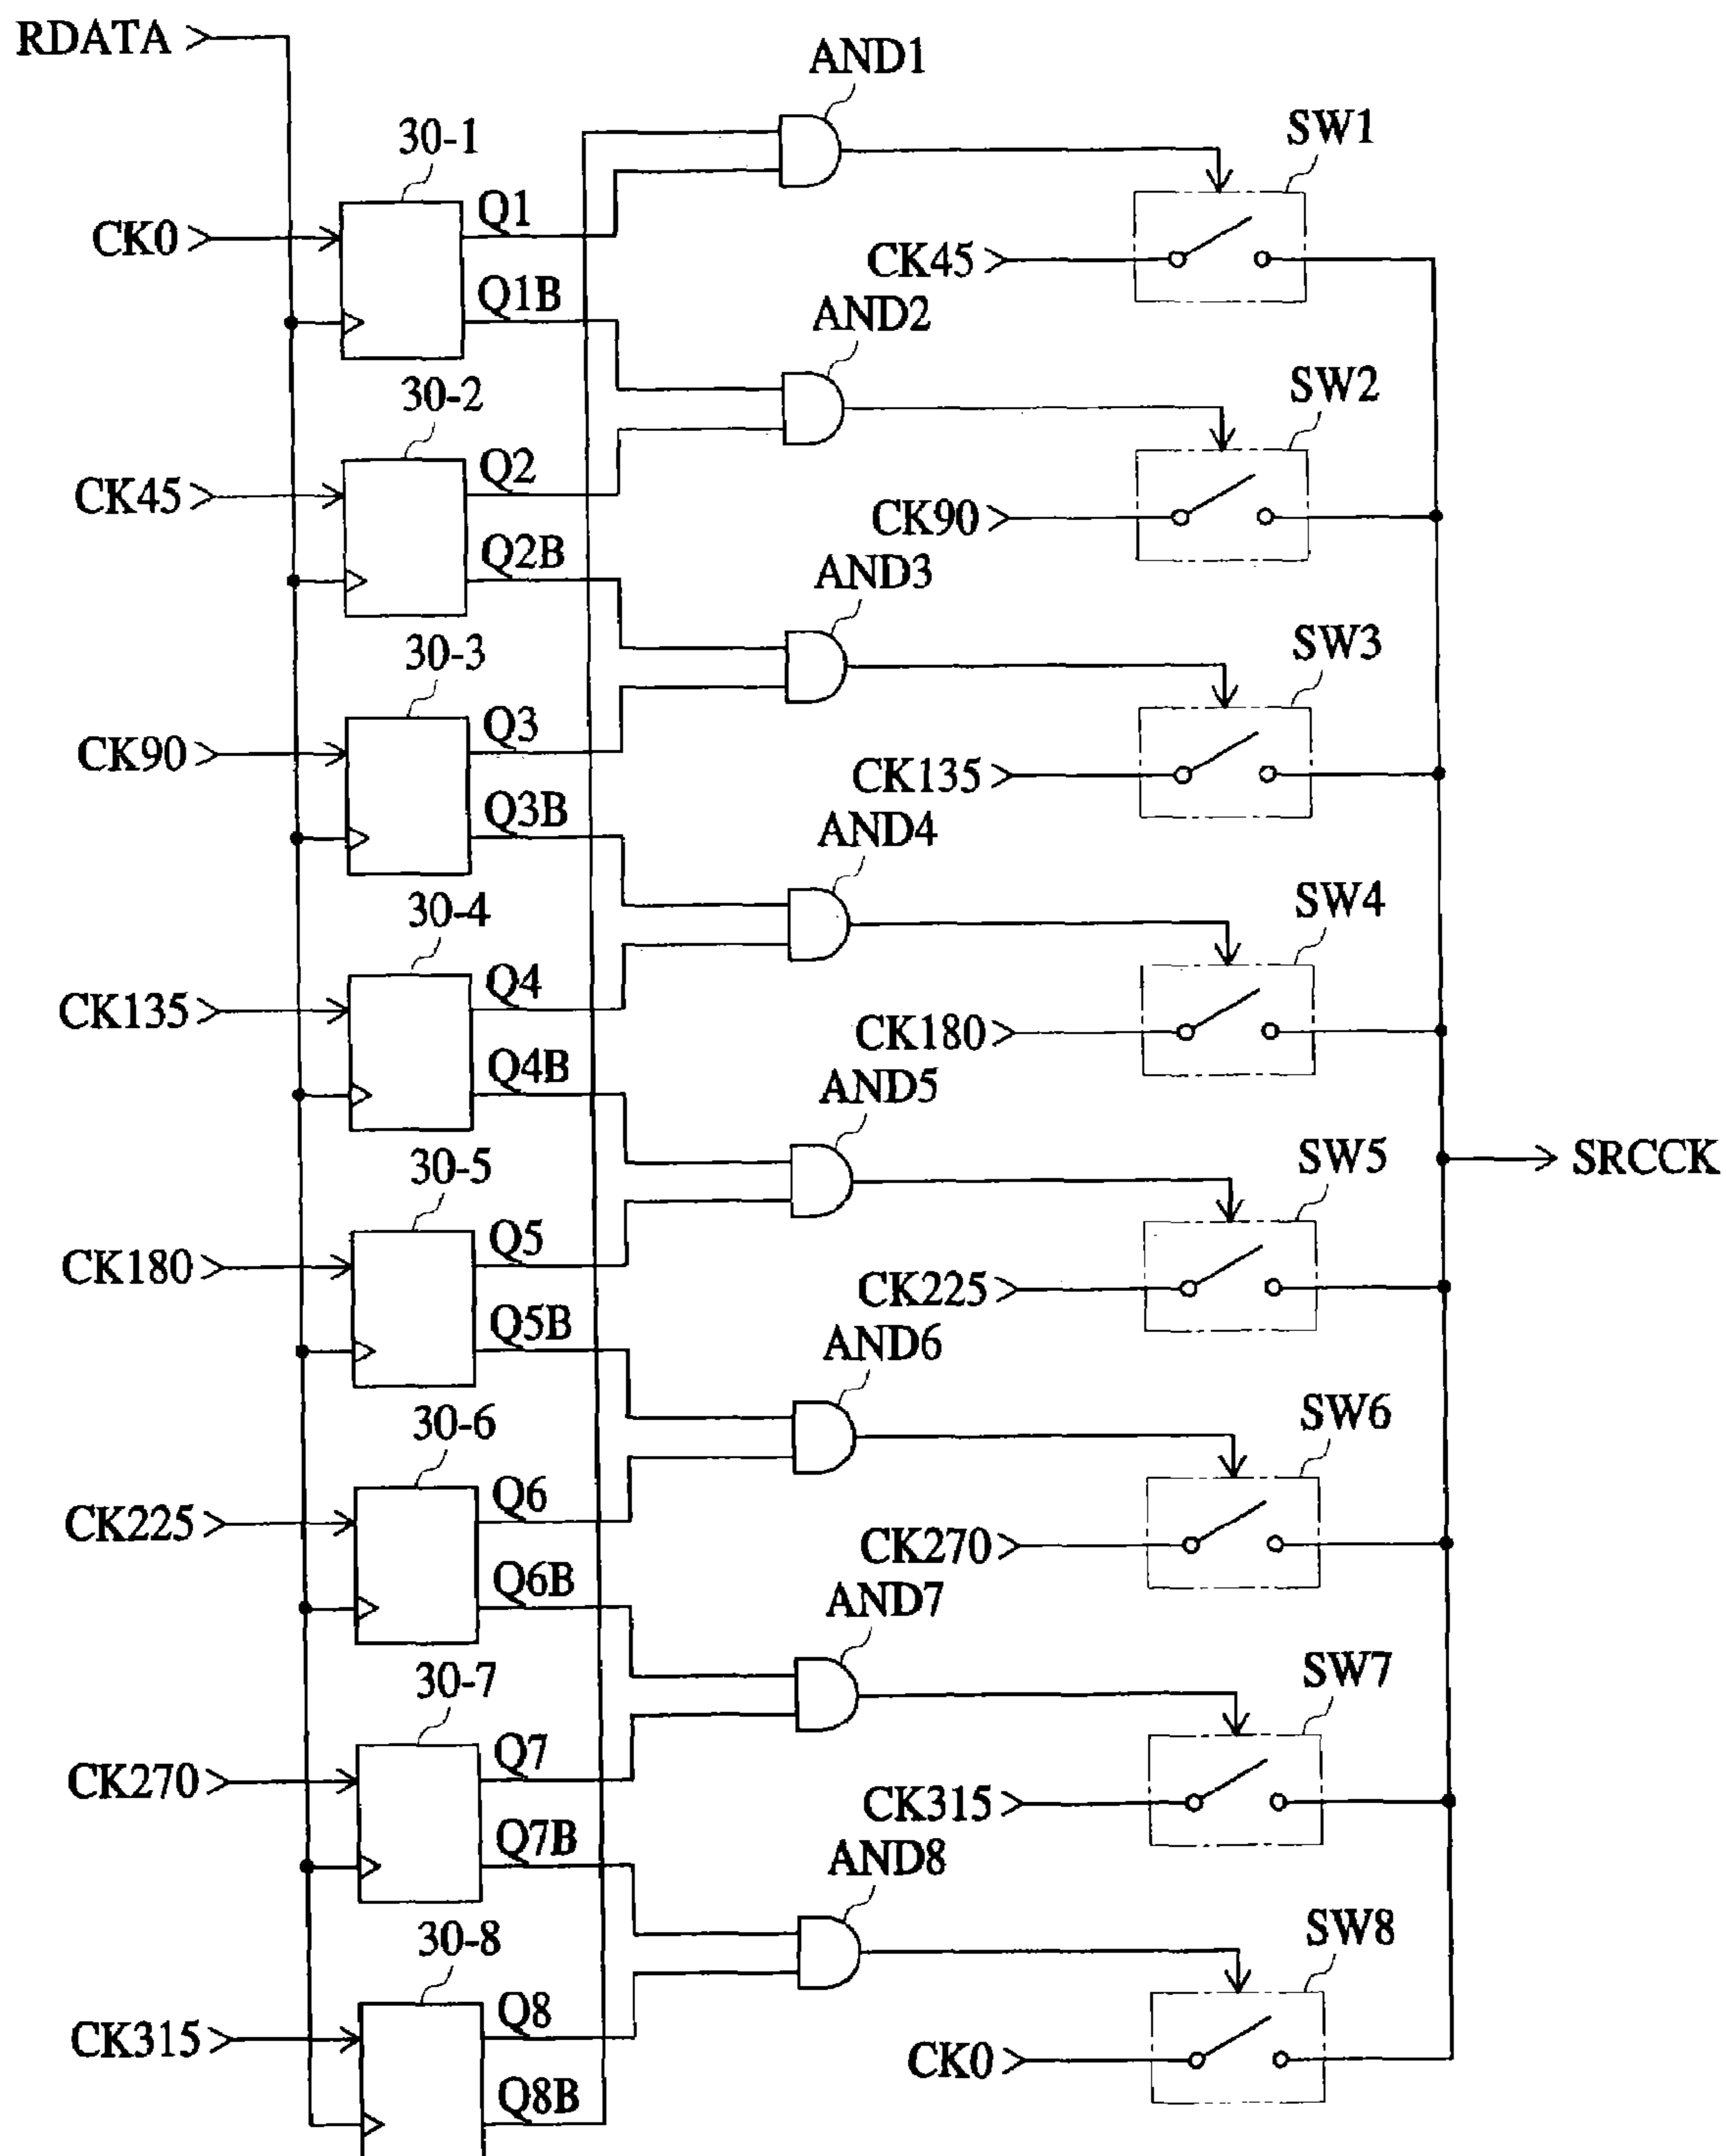 RDATA
AND1
30-1
SW1
Q1
CK0
CK45
Q1B
AND2
30-2
SW2
Q2
CK45
CK90
Q2B
AND3
30-3
SW3
Q3
CK90
CK135
Q3B
AND4
30-4
SW4
Q4
CK135
CK180
Q4B
AND5
30-5
SW5
SRCCK
Q5
CK180
CK225
Q5B
AND6
30-6
SW6
Q6
CK225
CK270
Q6B
AND7
30-7
SW7
Q7
CK270
CK315
Q7B
AND8
30-8
SW8
Q8
CK315
CK0
Q8B